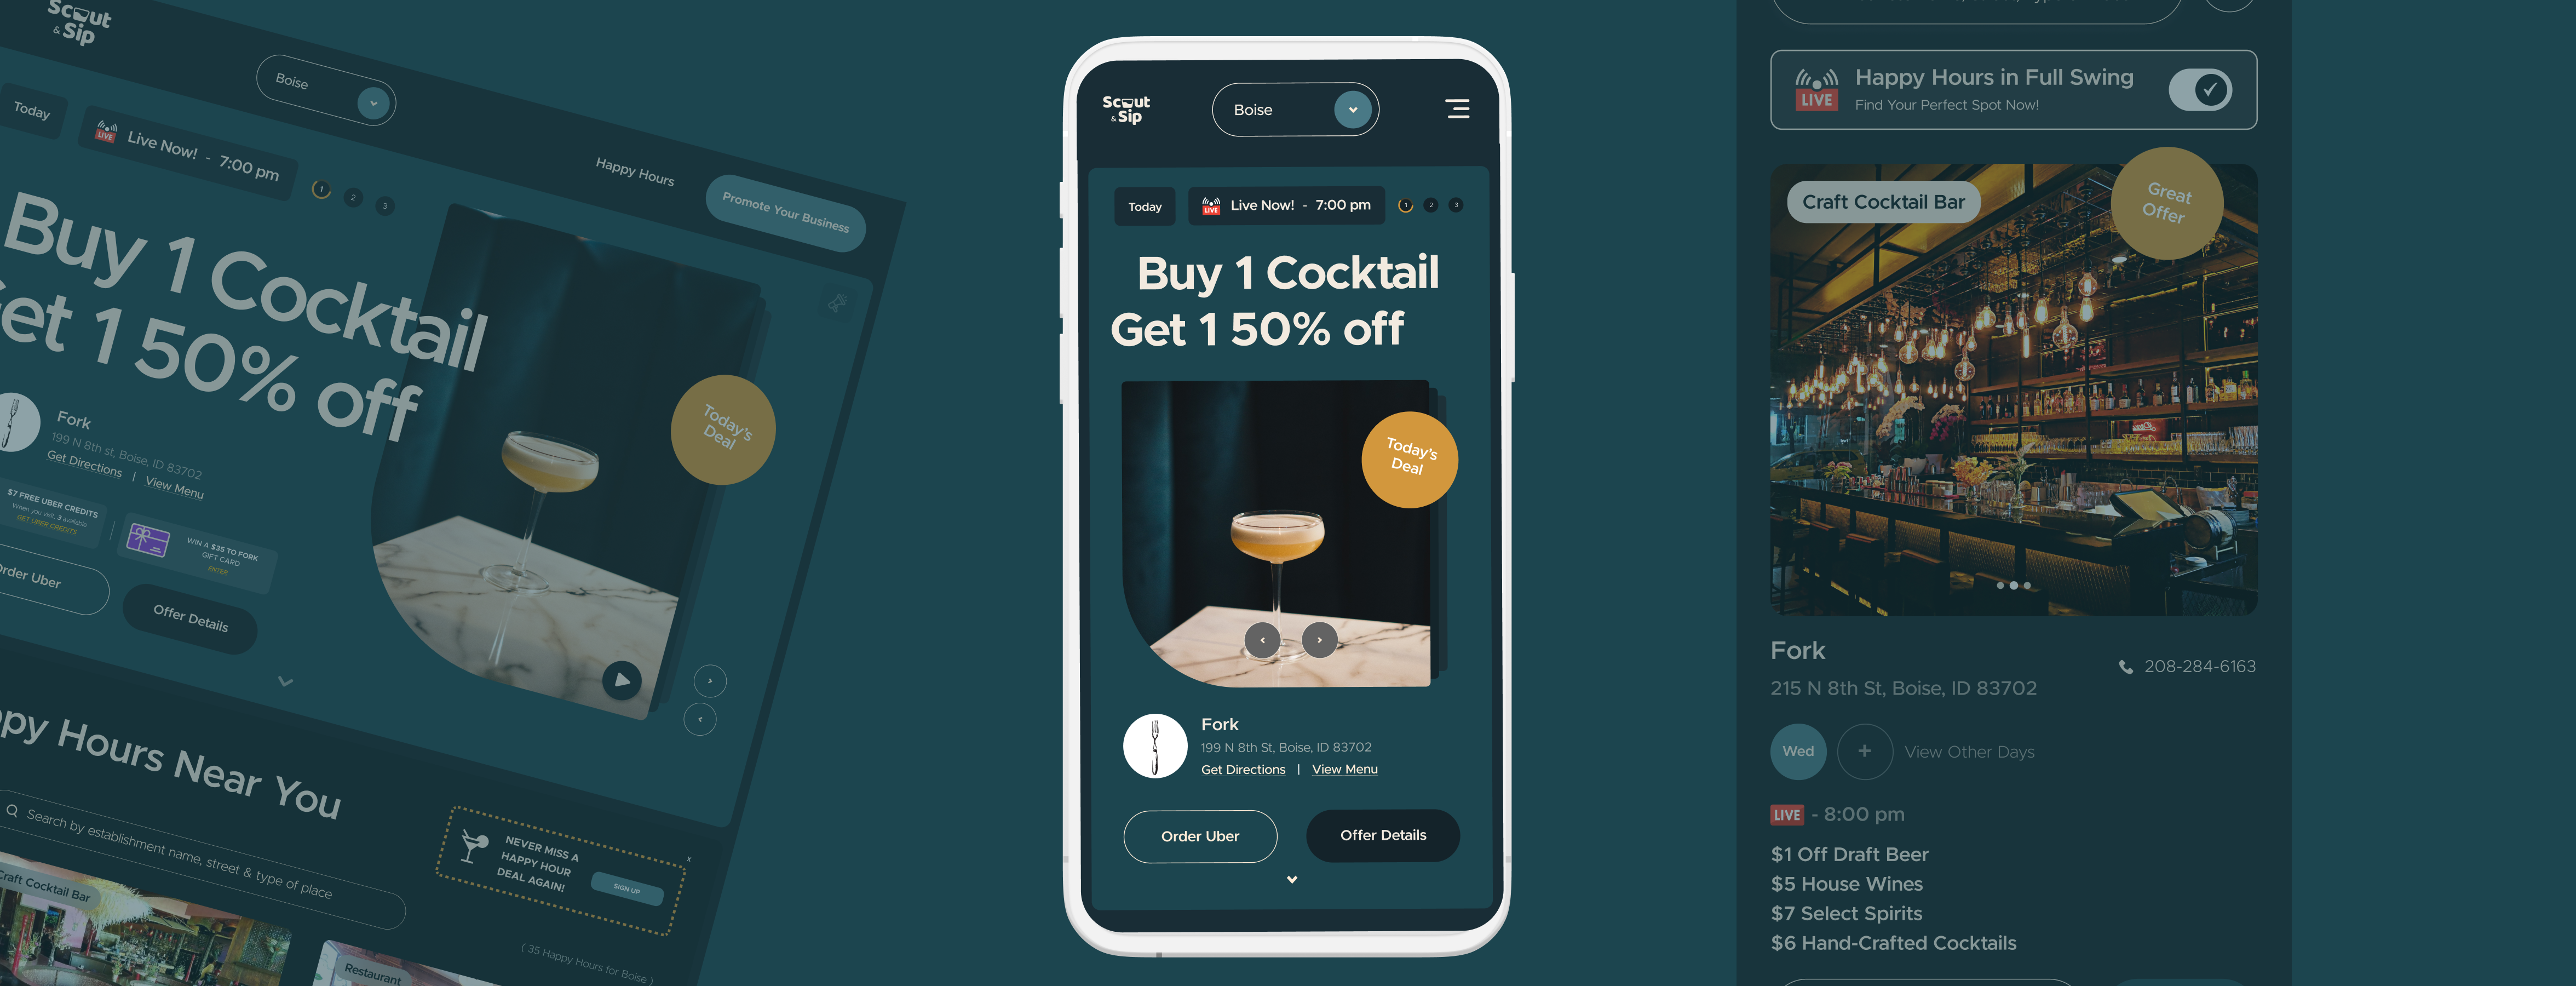 Scout
& Sip
Boise
Happy Hours
Promote Your Business
Today
LIVE
Live Now! - 7:00 pm
1
2
3
Buy 1 Cocktail
et 1 50% off
Today's
Deal
Fork
199 N 8th st, Boise, ID 83702
Get Directions | View Menu
$7 FREE UBER CREDITS
When you visit. 3 available
GET UBER CREDITS
WIN A $35 TO FORK
GIFT CARD
ENTER
Order Uber
Offer Details
py Hours Near You
Search by establishment name, street & type of place
NEVER MISS A
HAPPY HOUR
DEAL AGAIN!
SIGN UP
x
( 35 Happy Hours for Boise )
Craft Cocktail Bar
Restaurant
Scout
& Sip
Boise
Today
LIVE
Live Now! - 7:00 pm
1
2
3
Buy 1 Cocktail
Get 1 50% off
Today's
Deal
Fork
199 N 8th St, Boise, ID 83702
Get Directions | View Menu
Order Uber
Offer Details
LIVE
Happy Hours in Full Swing
Find Your Perfect Spot Now!
Craft Cocktail Bar
Great
Offer
Fork
208-284-6163
215 N 8th St, Boise, ID 83702
Wed
+
View Other Days
LIVE - 8:00 pm
$1 Off Draft Beer
$5 House Wines
$7 Select Spirits
$6 Hand-Crafted Cocktails